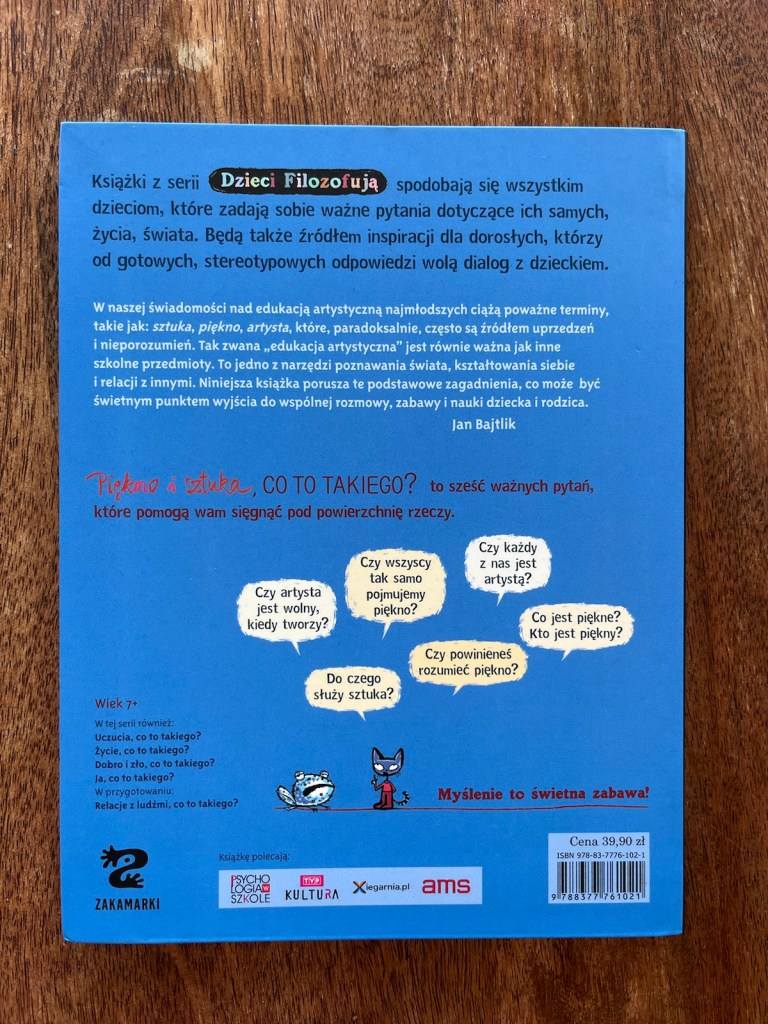 Książki z serii Dzieci Filozofują spodobają się wszystkim
dzieciom, które zadają sobie ważne pytania dotyczące ich samych,
życia, świata. Będą także źródłem inspiracji dla dorosłych, którzy
od gotowych, stereotypowych odpowiedzi wolą dialog z dzieckiem.
W naszej świadomości nad edukacją artystyczną najmłodszych ciążą poważne terminy,
takie jak: sztuka, piękno, artysta, które, paradoksalnie, często są źródłem uprzedzeń
i nieporozumień. Tak zwana „edukacja artystyczna” jest równie ważna jak inne
szkolne przedmioty. To jedno z narzędzi poznawania świata, kształtowania siebie
i relacji z innymi. Niniejsza książka porusza te podstawowe zagadnienia, co może być
świetnym punktem wyjścia do wspólnej rozmowy, zabawy i nauki dziecka i rodzica.
Jan Bajtlik
Piękno i sztuka, CO TO TAKIEGO? to sześć ważnych pytań,
które pomogą wam sięgnąć pod powierzchnię rzeczy.
Czy każdy
z nas jest
artystą?
Czy wszyscy
tak samo
pojmujemy
piękno?
Czy artysta
jest wolny,
kiedy tworzy?
Co jest piękne?
Kto jest piękny?
Czy powinieneś
rozumieć piękno?
Do czego
służy sztuka?
Wiek 7+
W tej serii również:
Uczucia, co to takiego?
Życie, co to takiego?
Dobro i zło, co to takiego?
Ja, co to takiego?
W przygotowaniu:
Relacje z ludźmi, co to takiego?
Myślenie to świetna zabawa!
ZAKAMARKI
Książkę polecają:
PSYCHO
LOGIA W
SZKOLE
TVP
KULTURA
Xiegarnia.pl
ams
Cena 39,90 zł
ISBN 978-83-7776-102-1
9 788377 761021